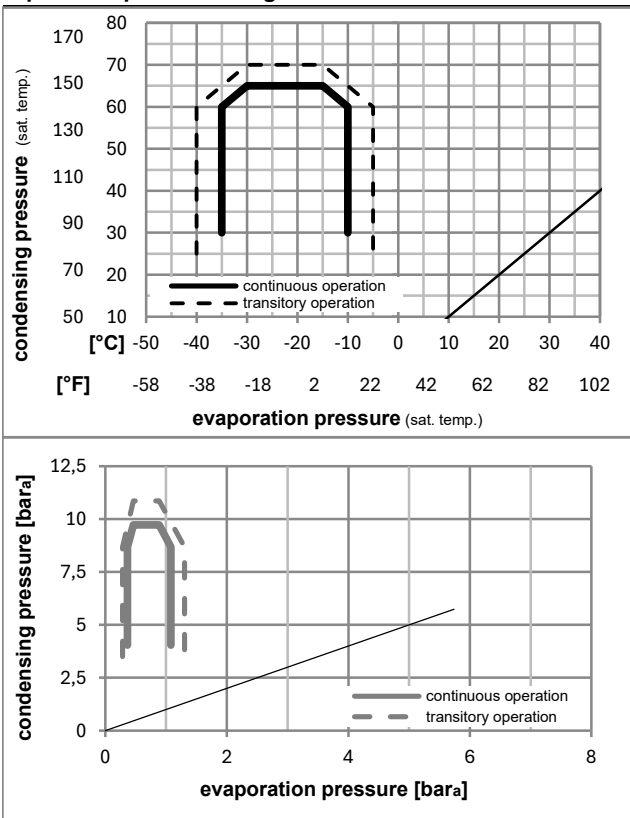 170 80
70
150 60
130 50
110 40
90 30
70 20
50 10
condensing pressure (sat. temp.)
continuous operation
transitory operation
[°C] -50 -40 -30 -20 -10 0 10 20 30 40
[°F] -58 -38 -18 2 22 42 62 82 102
evaporation pressure (sat. temp.)
12,5
10
7,5
5
2,5
0
condensing pressure [bara]
continuous operation
transitory operation
0 2 4 6 8
evaporation pressure [bara]